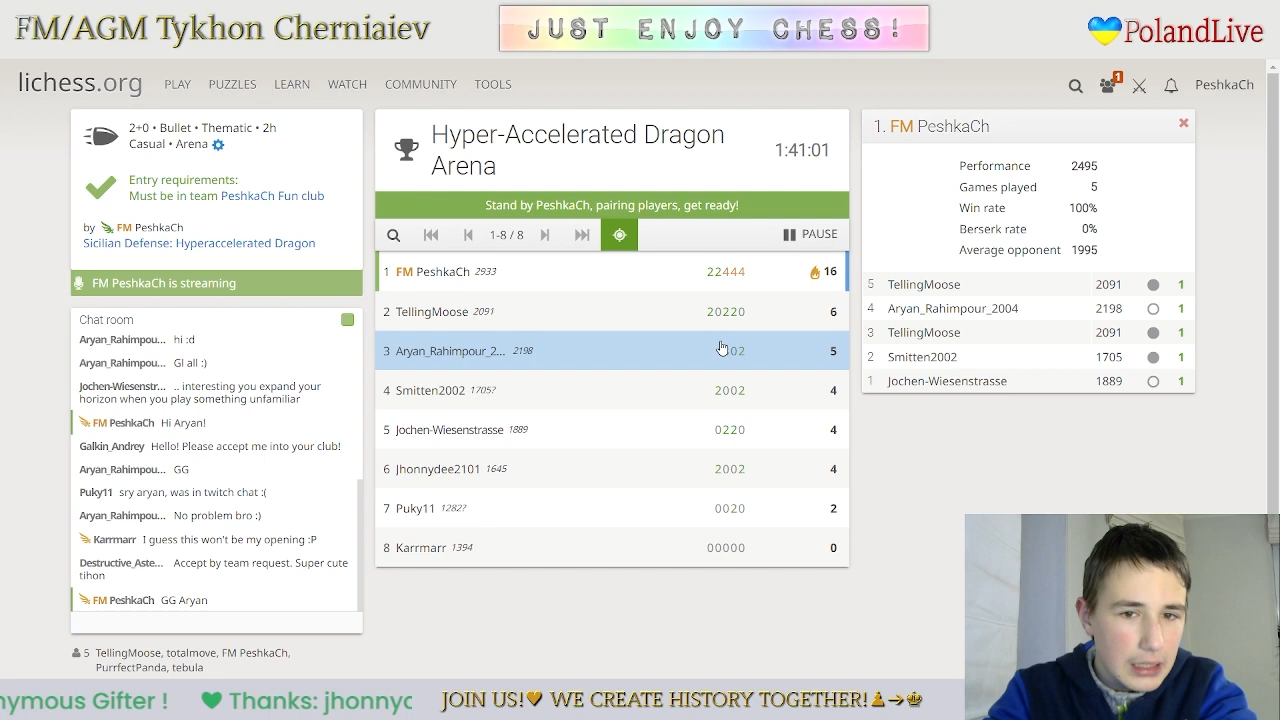 FM/AGM Tykhon Cherniaiev
JUST ENJOY CHESS!
PolandLive
lichess.org
PLAY PUZZLES LEARN WATCH COMMUNITY TOOLS
1
PeshkaCh
2+0 • Bullet • Thematic • 2h
Casual • Arena
Entry requirements:
Must be in team PeshkaCh Fun club
by FM PeshkaCh
Sicilian Defense: Hyperaccelerated Dragon
FM PeshkaCh is streaming
Chat room
Aryan_Rahimpou... hi :d
Aryan_Rahimpou... Gl all :)
Jochen-Wiesenstr... .. interesting you expand your
horizon when you play something unfamiliar
FM PeshkaCh Hi Aryan!
Galkin_Andrey Hello! Please accept me into your club!
Aryan_Rahimpou... GG
Puky11 sry aryan, was in twitch chat :(
Aryan_Rahimpou... No problem bro :)
Karrmarr I guess this won't be my opening :P
Destructive_Aste... Accept by team request. Super cute
tihon
FM PeshkaCh GG Aryan
5 TellingMoose, totalmove, FM PeshkaCh,
PurrfectPanda, tebula
Hyper-Accelerated Dragon
Arena
1:41:01
Stand by PeshkaCh, pairing players, get ready!
1-8 / 8
PAUSE
1 FM PeshkaCh 2933 22444 16
2 TellingMoose 2091 20220 6
3 Aryan_Rahimpour_2... 2198 02 5
4 Smitten2002 1705? 2002 4
5 Jochen-Wiesenstrasse 1889 0220 4
6 Jhonnydee2101 1645 2002 4
7 Puky11 1282? 0020 2
8 Karrmarr 1394 00000 0
1. FM PeshkaCh
Performance 2495
Games played 5
Win rate 100%
Berserk rate 0%
Average opponent 1995
5 TellingMoose 2091 1
4 Aryan_Rahimpour_2004 2198 1
3 TellingMoose 2091 1
2 Smitten2002 1705 1
1 Jochen-Wiesenstrasse 1889 1
nymous Gifter ! Thanks: jhonnyc
JOIN US! WE CREATE HISTORY TOGETHER!